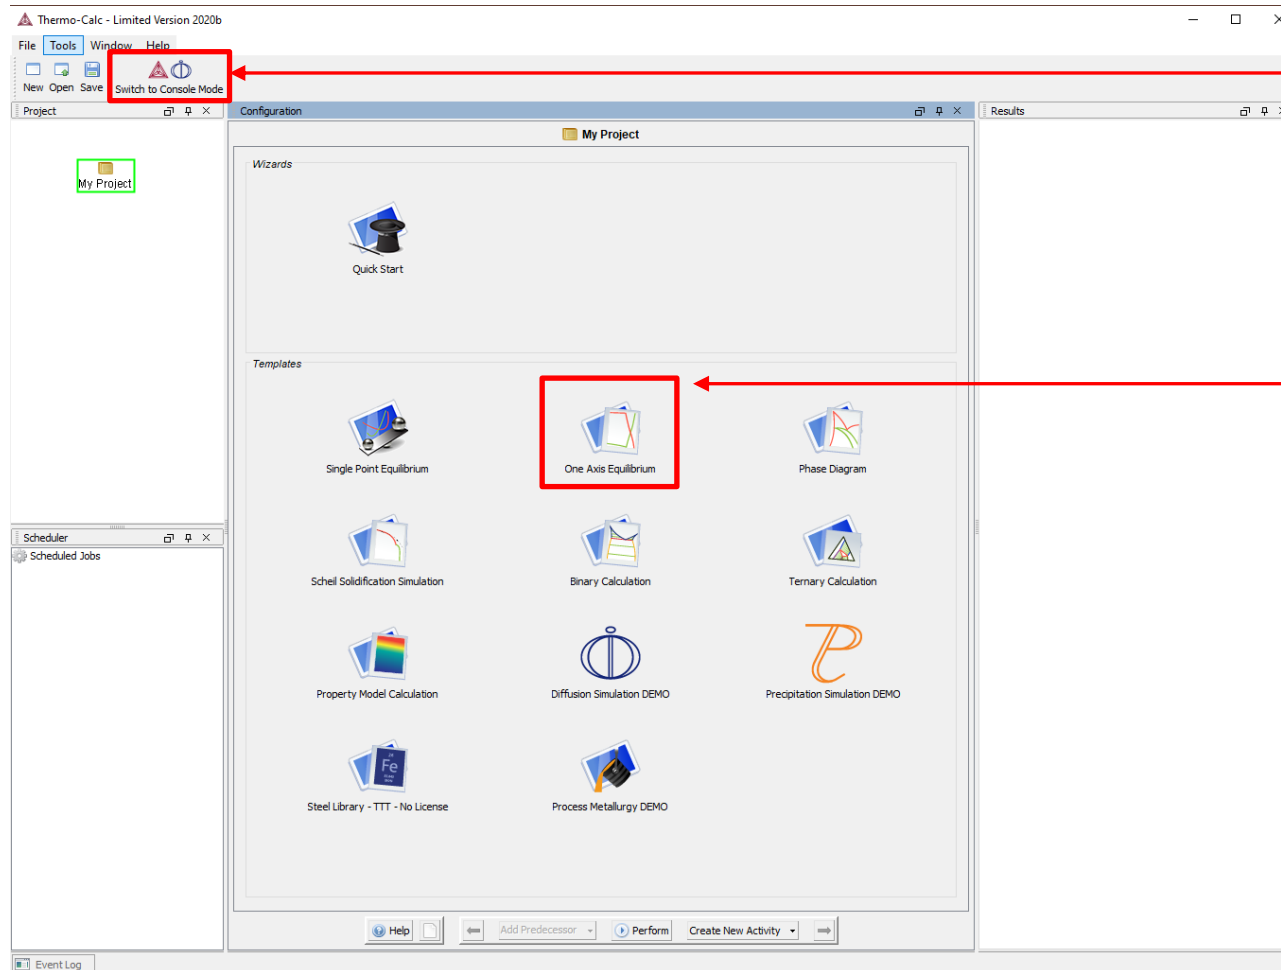 Thermo-Calc - Limited Version 2020b
File Tools Window Help
New Open Save Switch to Console Mode
Project
Configuration
Results
My Project
My Project
Wizards
Quick Start
Templates
Single Point Equilibrium
One Axis Equilibrium
Phase Diagram
Scheduler
Scheduled Jobs
Scheil Solidification Simulation
Binary Calculation
Ternary Calculation
Property Model Calculation
Diffusion Simulation DEMO
Precipitation Simulation DEMO
Fe
Steel Library - TTT - No License
Process Metallurgy DEMO
Help
Add Predecessor
Perform
Create New Activity
Event Log